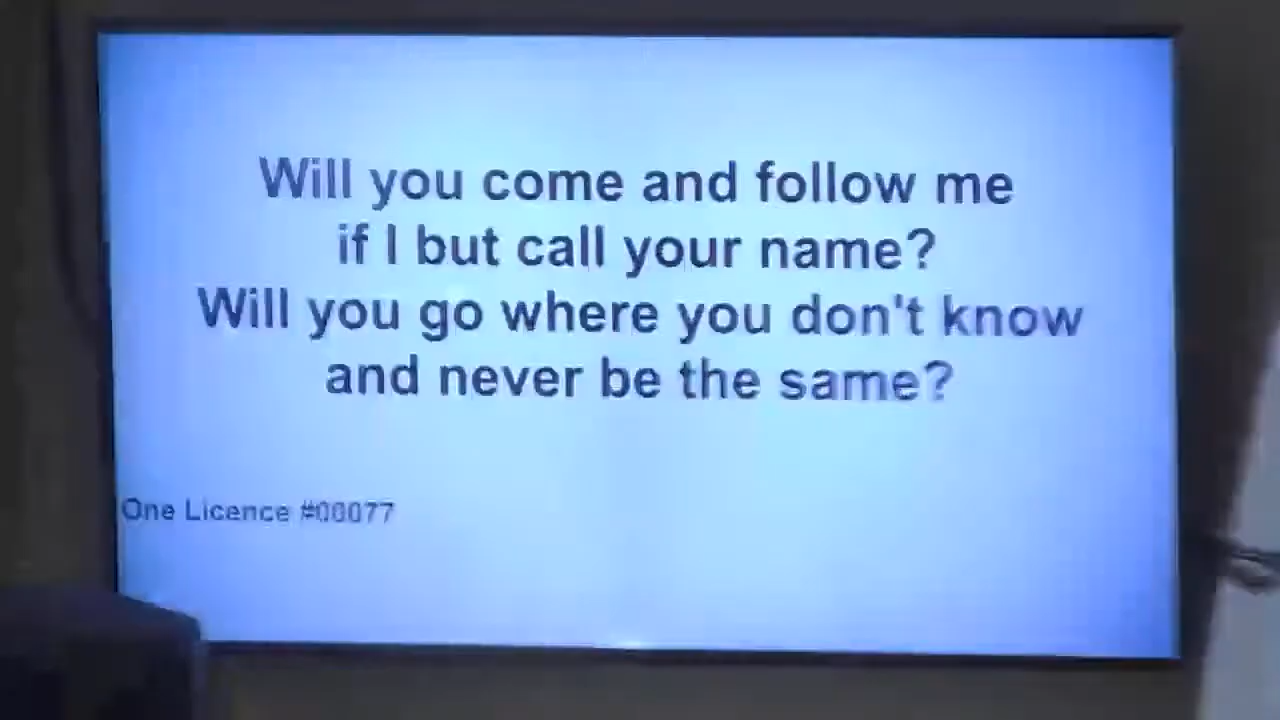 Will you come and follow me
if I but call your name?
Will you go where you don't know
and never be the same?
One Licence #00077